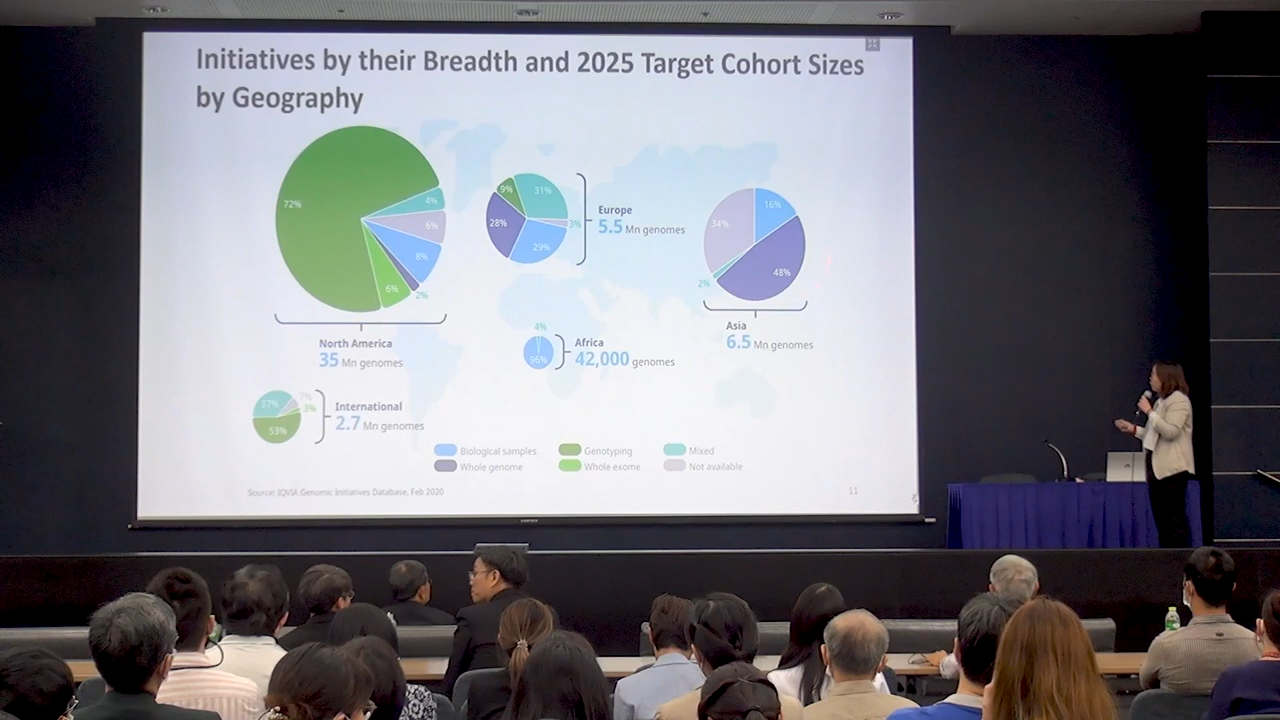 Initiatives by their Breadth and 2025 Target Cohort Sizes
by Geography
72%
4%
6%
8%
2%
6%
North America
35 Mn genomes
9%
31%
3%
29%
28%
Europe
5.5 Mn genomes
34%
16%
48%
2%
Asia
6.5 Mn genomes
4%
96%
Africa
42,000 genomes
37%
7%
3%
53%
International
2.7 Mn genomes
Biological samples
Genotyping
Mixed
Whole genome
Whole exome
Not available
Source: IQVIA Genomic Initiatives Database, Feb 2020
11